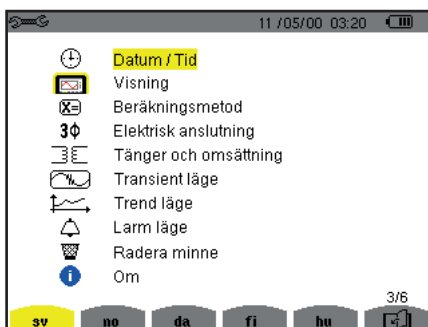 11/05/00 03:20
Datum / Tid
Visning
X= Beräkningsmetod
3ϕ Elektrisk anslutning
Tänger och omsättning
Transient läge
Trend läge
Larm läge
Radera minne
i Om
3/6
sv no da fi hu